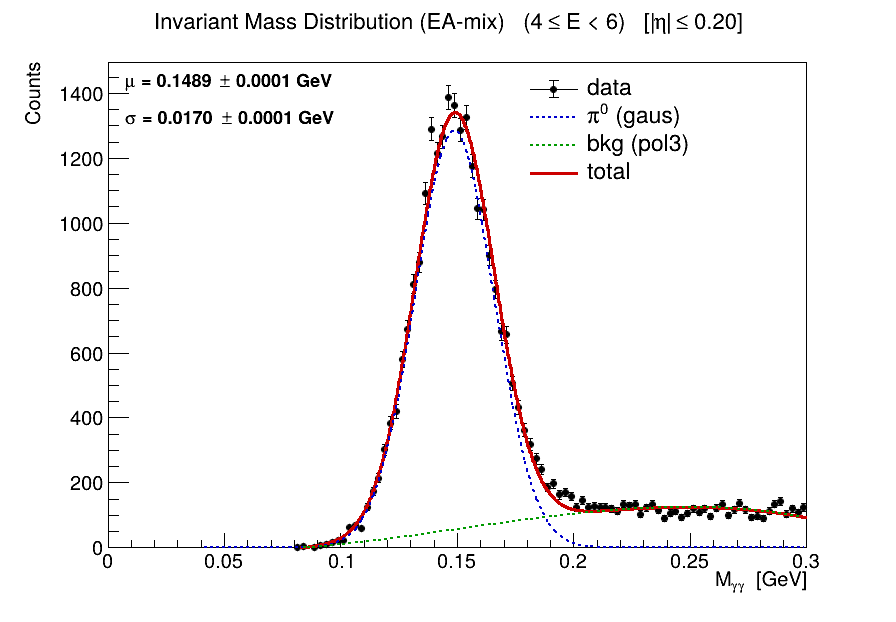 Invariant Mass Distribution (EA-mix) (4 ≤ E < 6) [|η| ≤ 0.20]
Counts
μ = 0.1489 ± 0.0001 GeV
σ = 0.0170 ± 0.0001 GeV
data
π⁰ (gaus)
bkg (pol3)
total
1400
1200
1000
800
600
400
200
0
0 0.05 0.1 0.15 0.2 0.25 0.3
Mγγ [GeV]